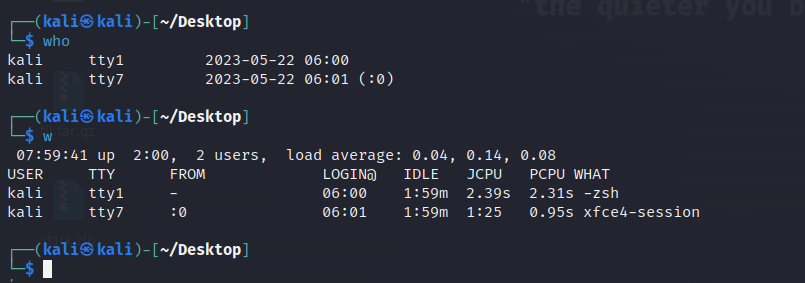 "the quieter you b
┌──(kali㉿kali)-[~/Desktop]
└─$ who
kali     tty1         2023-05-22 06:00
kali     tty7         2023-05-22 06:01 (:0)
┌──(kali㉿kali)-[~/Desktop]
└─$ w
 07:59:41 up  2:00,  2 users,  load average: 0.04, 0.14, 0.08
USER     TTY      FROM             LOGIN@   IDLE   JCPU   PCPU WHAT
kali     tty1     -                06:00    1:59m  2.39s  2.31s -zsh
kali     tty7     :0               06:01    1:59m  1:25   0.95s xfce4-session
┌──(kali㉿kali)-[~/Desktop]
└─$